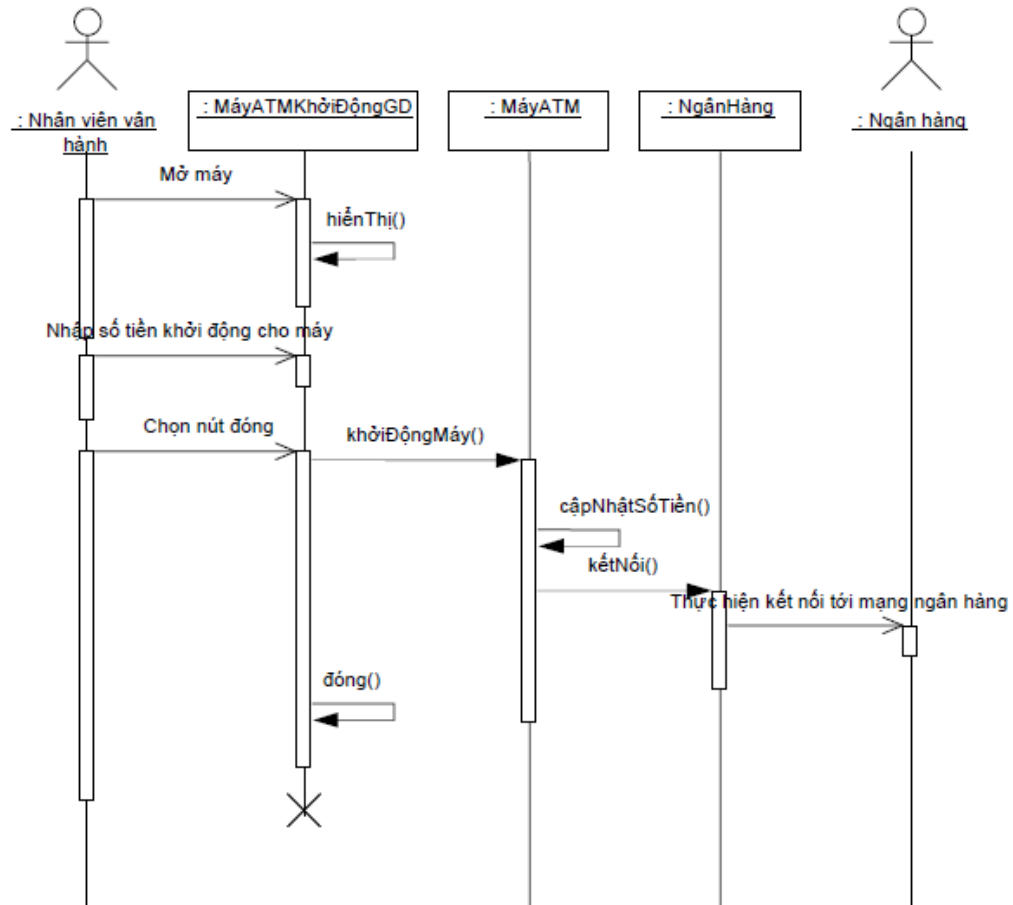 : Nhân viên vân
hành
: MáyATMKhởiĐộngGD
: MáyATM
: NgânHàng
: Ngân hàng
Mở máy
hiểnThị()
Nhập số tiền khởi động cho máy
Chọn nút đóng
khởiĐộngMáy()
cậpNhậtSốTiền()
kếtNối()
Thực hiện kết nối tới mạng ngân hàng
đóng()